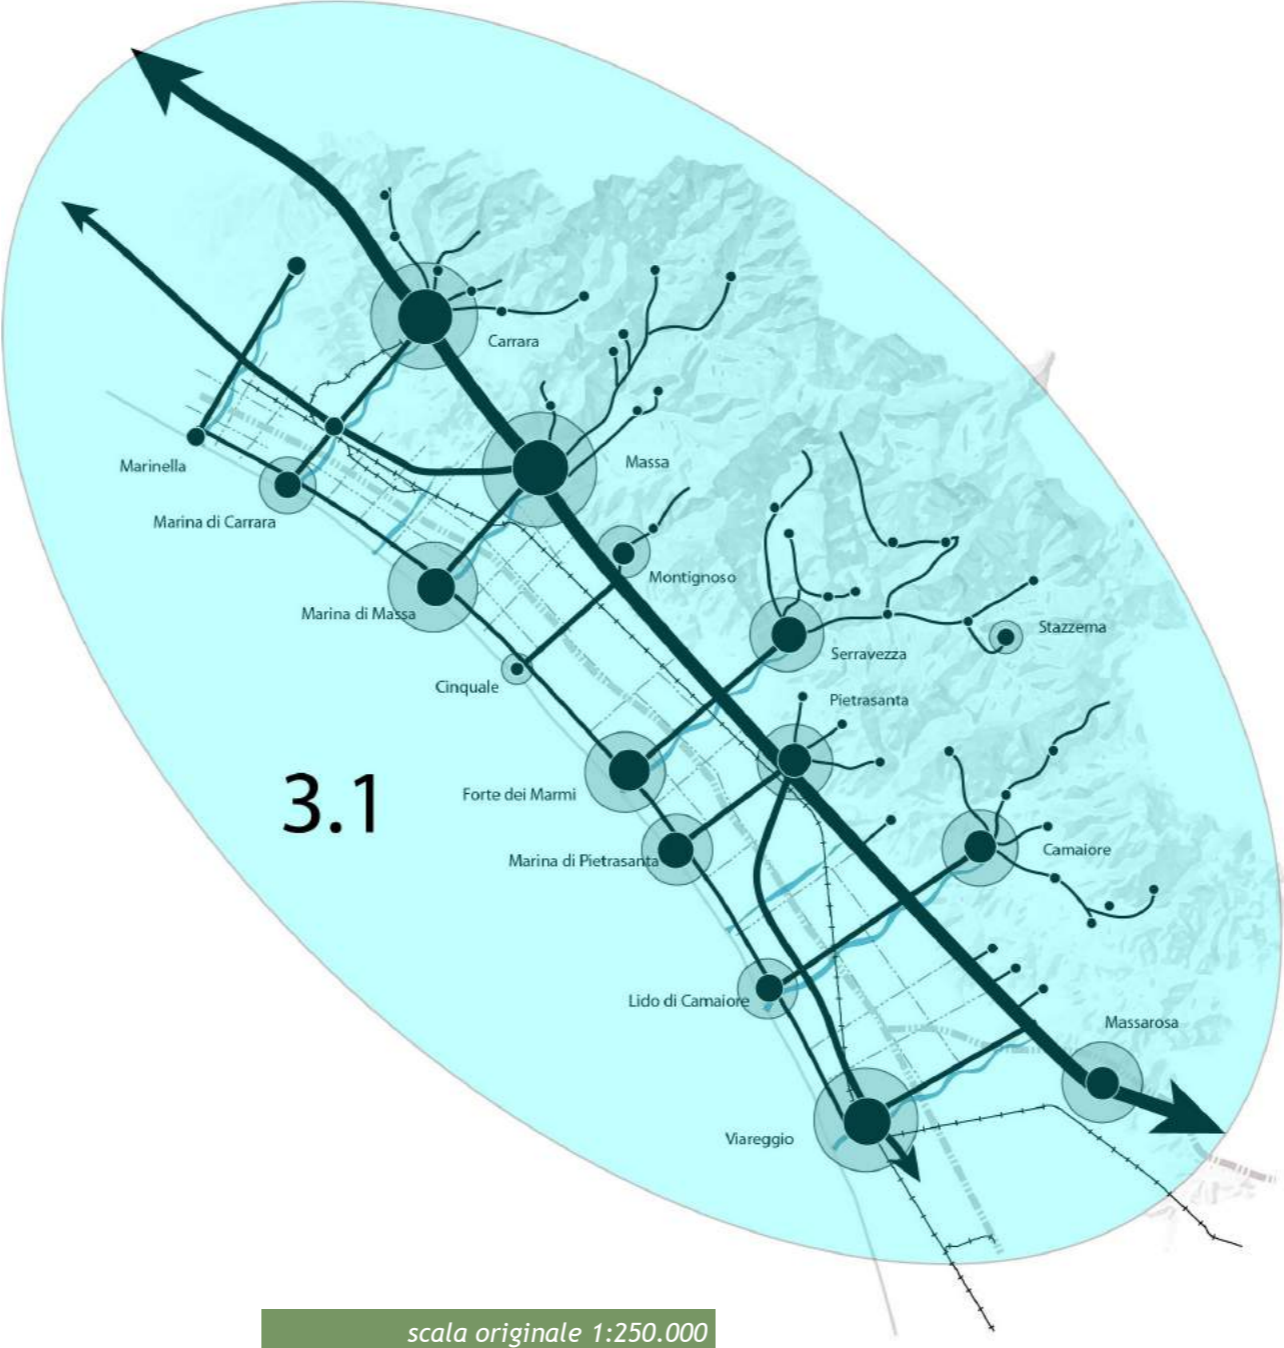 Carrara
Massa
Marinella
Marina di Carrara
Montignoso
Marina di Massa
Stazzema
Serravezza
Cinquale
Pietrasanta
3.1
Forte dei Marmi
Marina di Pietrasanta
Camaiore
Lido di Camaiore
Massarosa
Viareggio
scala originale 1:250.000